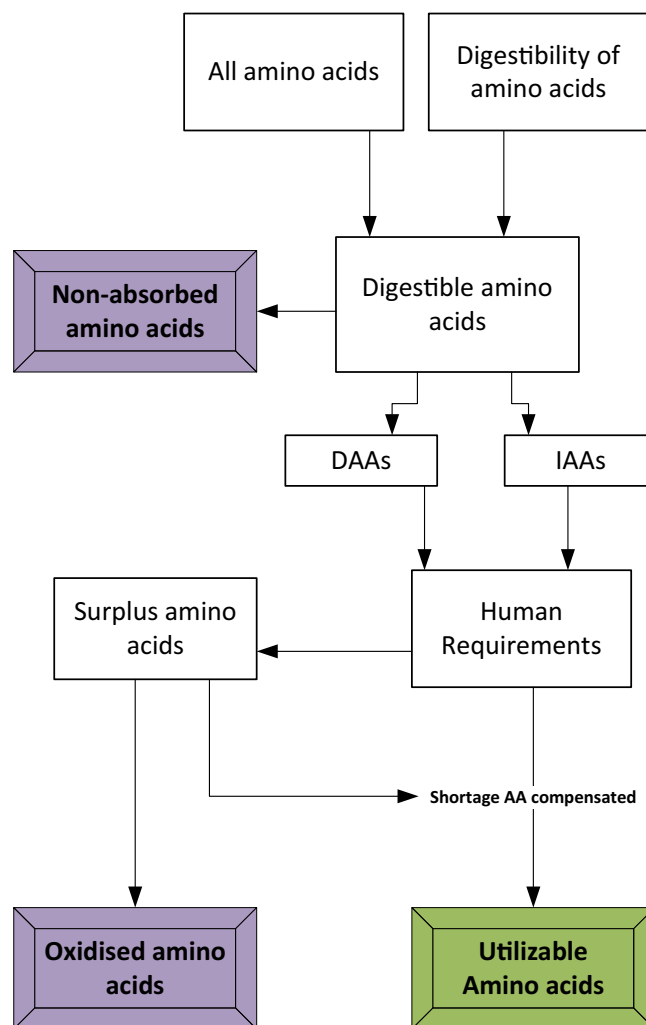 All amino acids
Digestibility of
amino acids
Non-absorbed
amino acids
Digestible amino
acids
DAAs
IAAs
Surplus amino
acids
Human
Requirements
Shortage AA compensated
Oxidised amino
acids
Utilizable
Amino acids